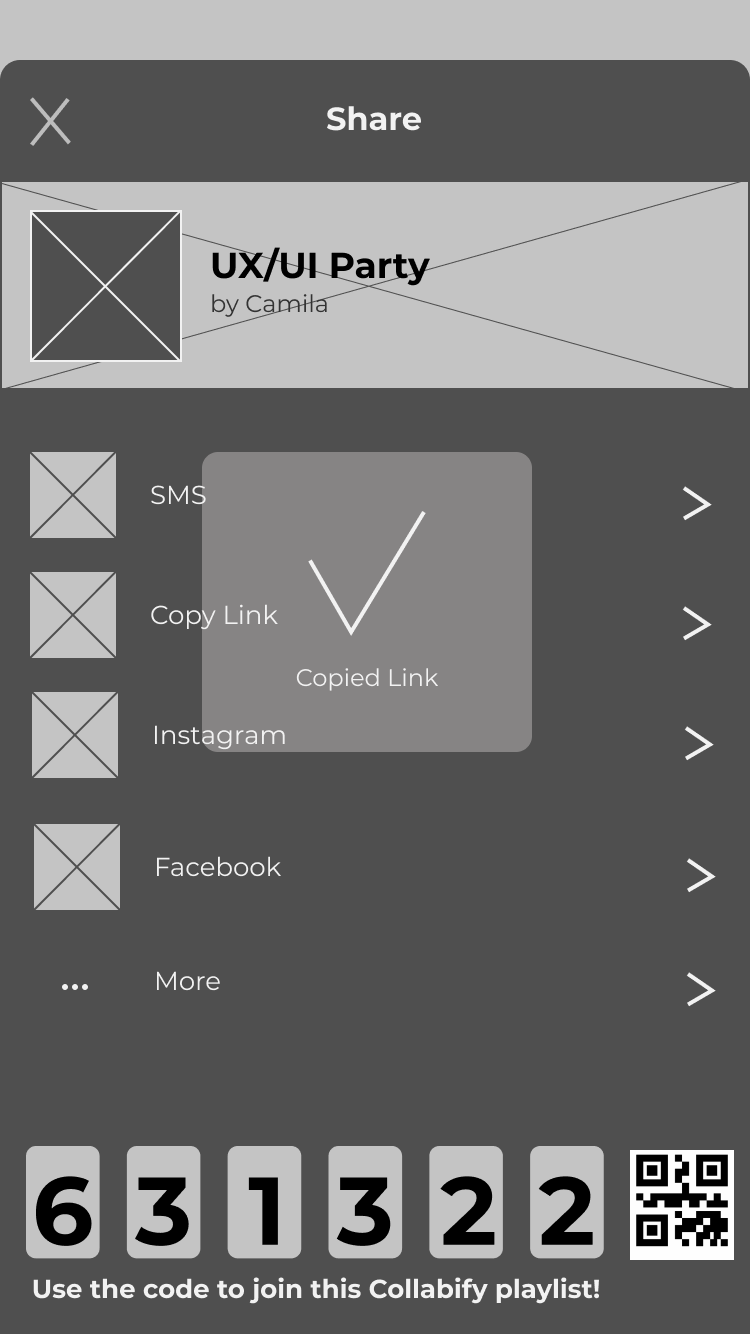 Share
UX/UI Party
by Camila
SMS
Copy Link
Copied Link
Instagram
Facebook
... More
6 3 1 3 2 2
Use the code to join this Collabify playlist!